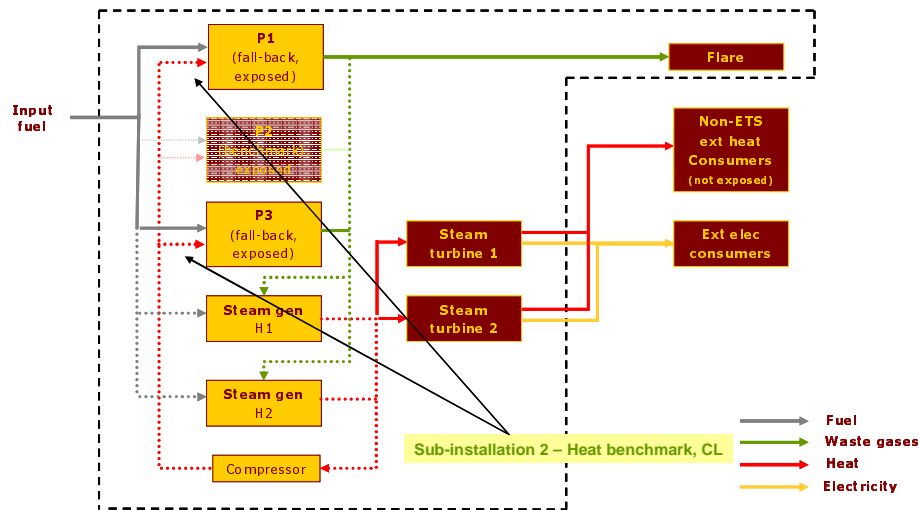 P1
(fall-back,
exposed)
Flare
Input
fuel
P2
exposed)
Non-ETS
ext heat
Consumers
(not exposed)
P3
(fall-back,
exposed)
Steam
turbine 1
Ext elec
consumers
Steam gen
H1
Steam
turbine 2
Steam gen
H2
Fuel
Waste gases
Sub-installation 2 – Heat benchmark, CL
Compressor
Heat
Electricity